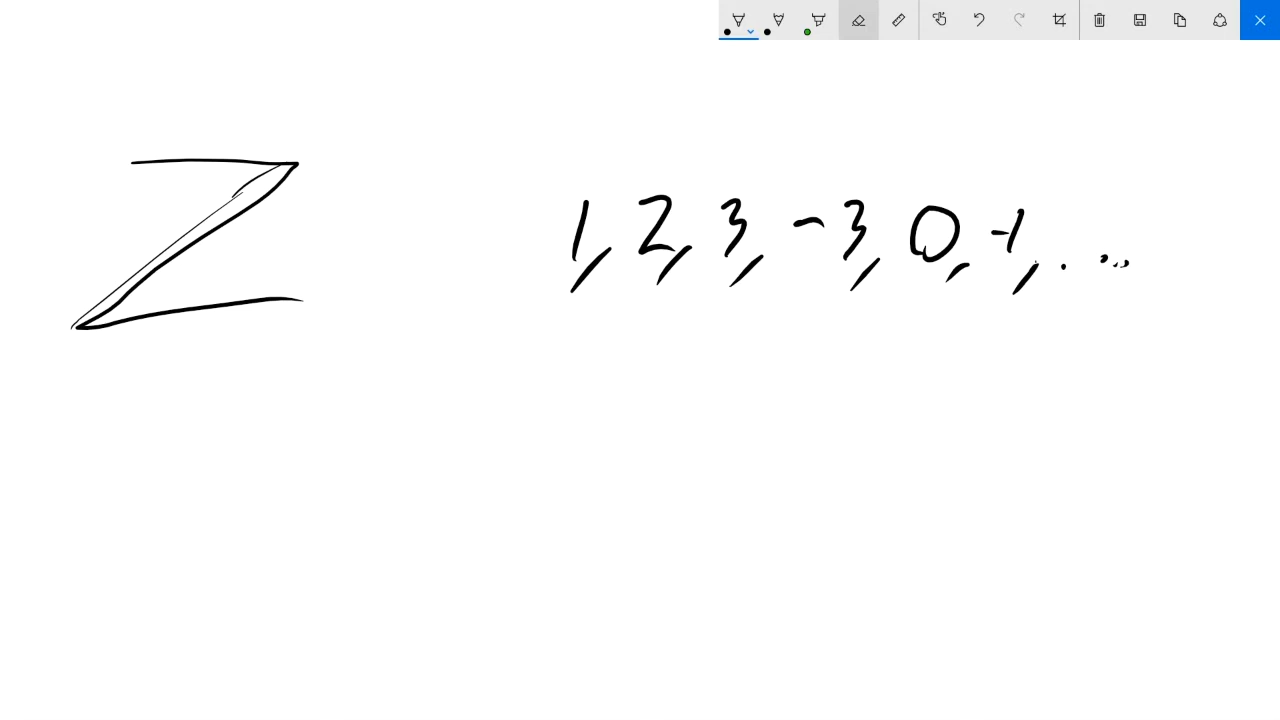 ℤ 1, 2, 3, -3, 0, -1, ....